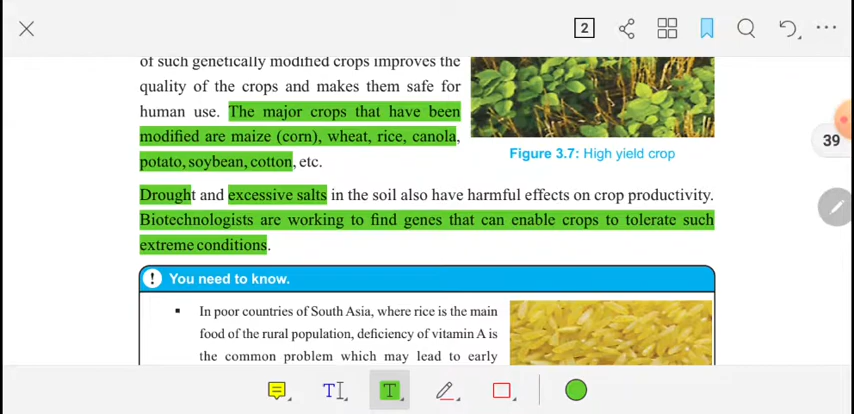 2
of such genetically modified crops improves the
quality of the crops and makes them safe for
human use. The major crops that have been
modified are maize (corn), wheat, rice, canola,
potato, soybean, cotton, etc.
Figure 3.7: High yield crop
39
Drought and excessive salts in the soil also have harmful effects on crop productivity.
Biotechnologists are working to find genes that can enable crops to tolerate such
extreme conditions.
! You need to know.
▪ In poor countries of South Asia, where rice is the main
food of the rural population, deficiency of vitamin A is
the common problem which may lead to early
T T